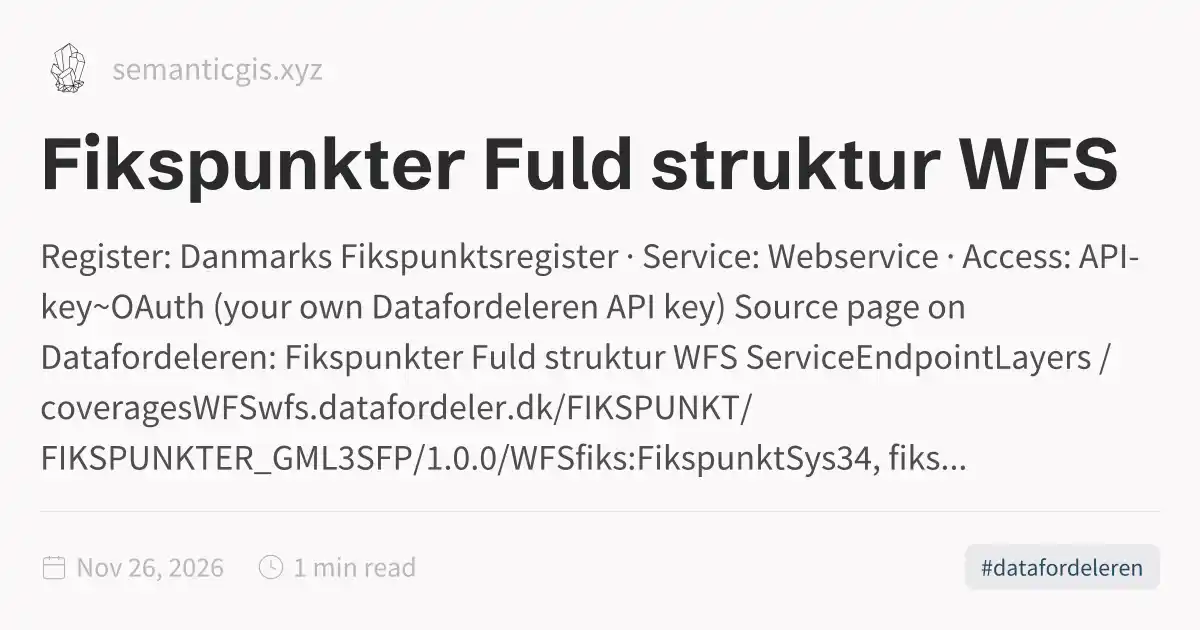 semanticgis.xyz
Fikspunkter Fuld struktur WFS
Register: Danmarks Fikspunktsregister · Service: Webservice · Access: API-
key~OAuth (your own Datafordeleren API key) Source page on
Datafordeleren: Fikspunkter Fuld struktur WFS ServiceEndpointLayers /
coveragesWFSwfs.datafordeler.dk/FIKSPUNKT/
FIKSPUNKTER_GML3SFP/1.0.0/WFSfiks:FikspunktSys34, fiks...
Nov 26, 2026 1 min read
#datafordeleren